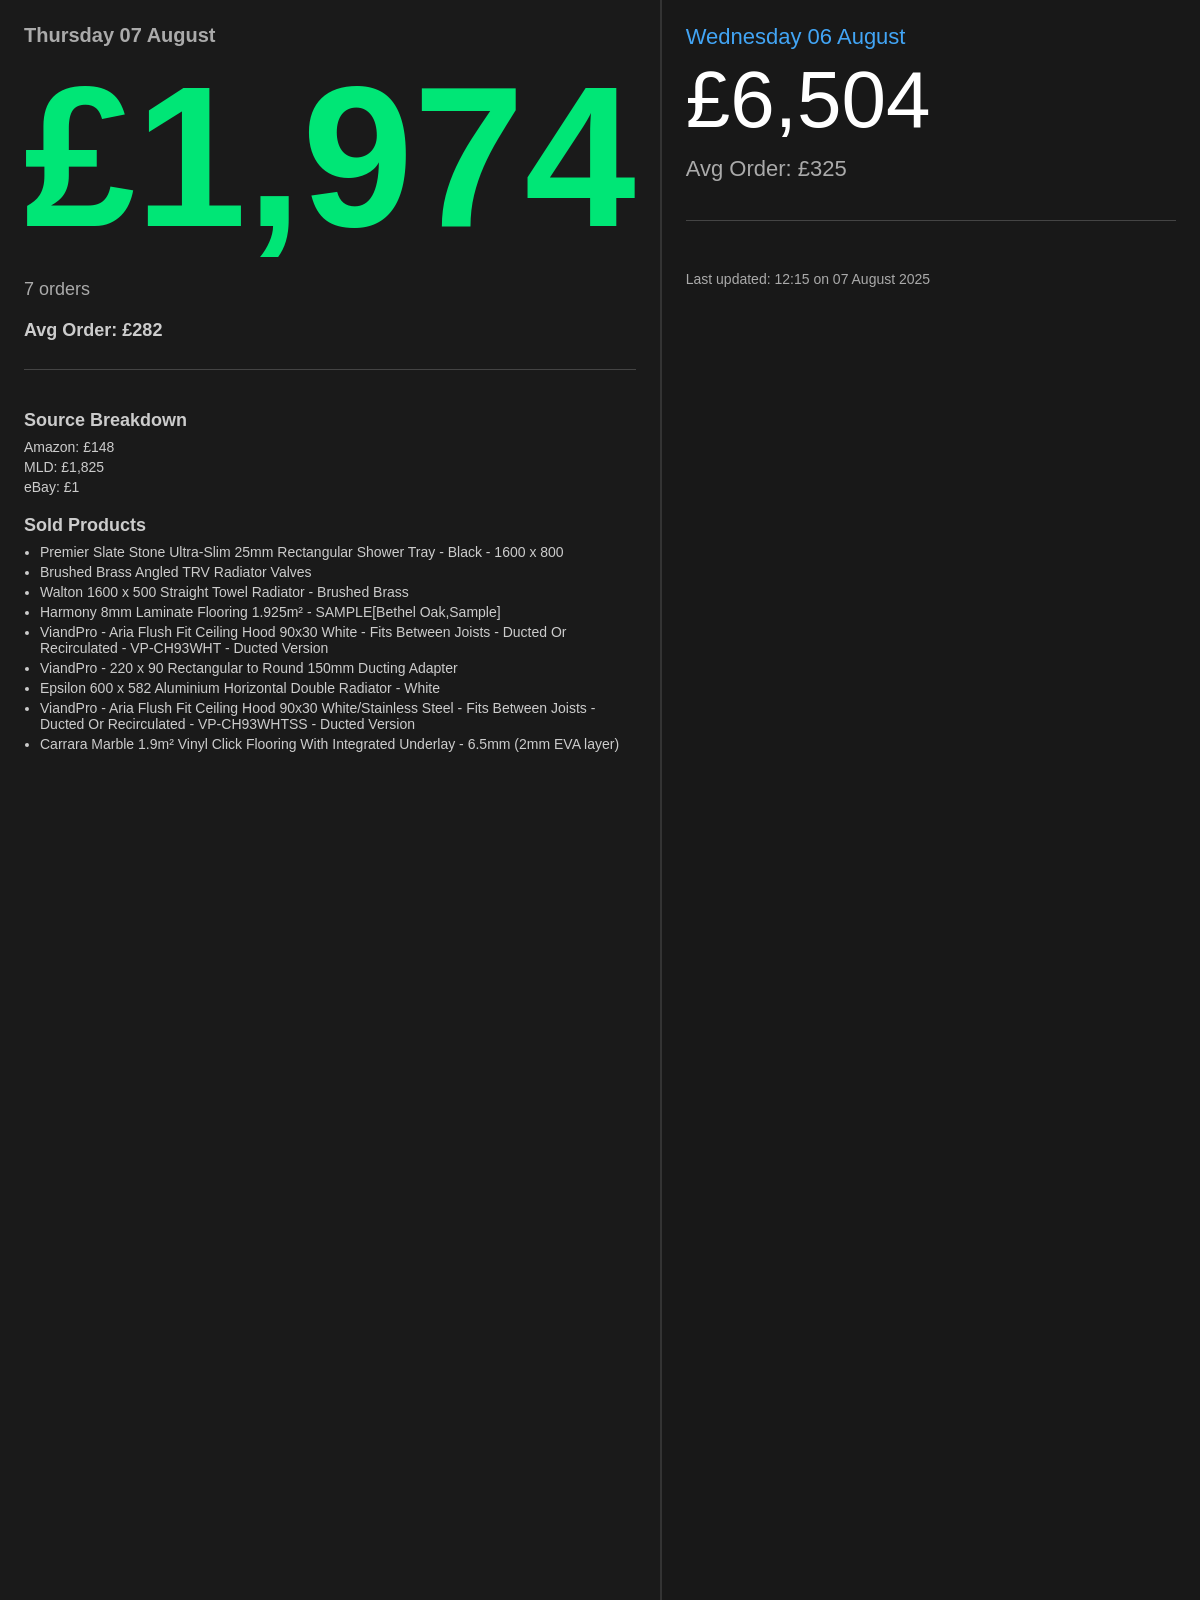 Thursday 07 August
£1,974
7 orders
Avg Order: £282
Source Breakdown
Amazon: £148
MLD: £1,825
eBay: £1
Sold Products
• Premier Slate Stone Ultra-Slim 25mm Rectangular Shower Tray - Black - 1600 x 800
• Brushed Brass Angled TRV Radiator Valves
• Walton 1600 x 500 Straight Towel Radiator - Brushed Brass
• Harmony 8mm Laminate Flooring 1.925m² - SAMPLE[Bethel Oak,Sample]
• ViandPro - Aria Flush Fit Ceiling Hood 90x30 White - Fits Between Joists - Ducted Or
Recirculated - VP-CH93WHT - Ducted Version
• ViandPro - 220 x 90 Rectangular to Round 150mm Ducting Adapter
• Epsilon 600 x 582 Aluminium Horizontal Double Radiator - White
• ViandPro - Aria Flush Fit Ceiling Hood 90x30 White/Stainless Steel - Fits Between Joists -
Ducted Or Recirculated - VP-CH93WHTSS - Ducted Version
• Carrara Marble 1.9m² Vinyl Click Flooring With Integrated Underlay - 6.5mm (2mm EVA layer)
Wednesday 06 August
£6,504
Avg Order: £325
Last updated: 12:15 on 07 August 2025